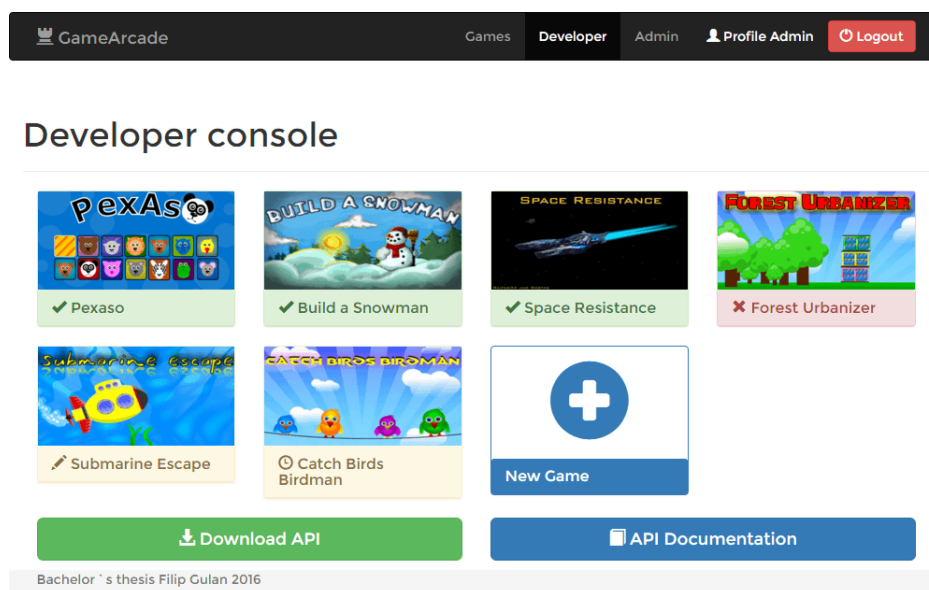 GameArcade
Games
Developer
Admin
Profile Admin
Logout
Developer console
PexAso
BUILD A SNOWMAN
SPACE RESISTANCE
FOREST URBANIZER
Pexaso
Build a Snowman
Space Resistance
Forest Urbanizer
Submarine escape
CATCH BIRDS BIRDMAN
Submarine Escape
Catch Birds
Birdman
New Game
Download API
API Documentation
Bachelor ` s thesis Filip Gulan 2016